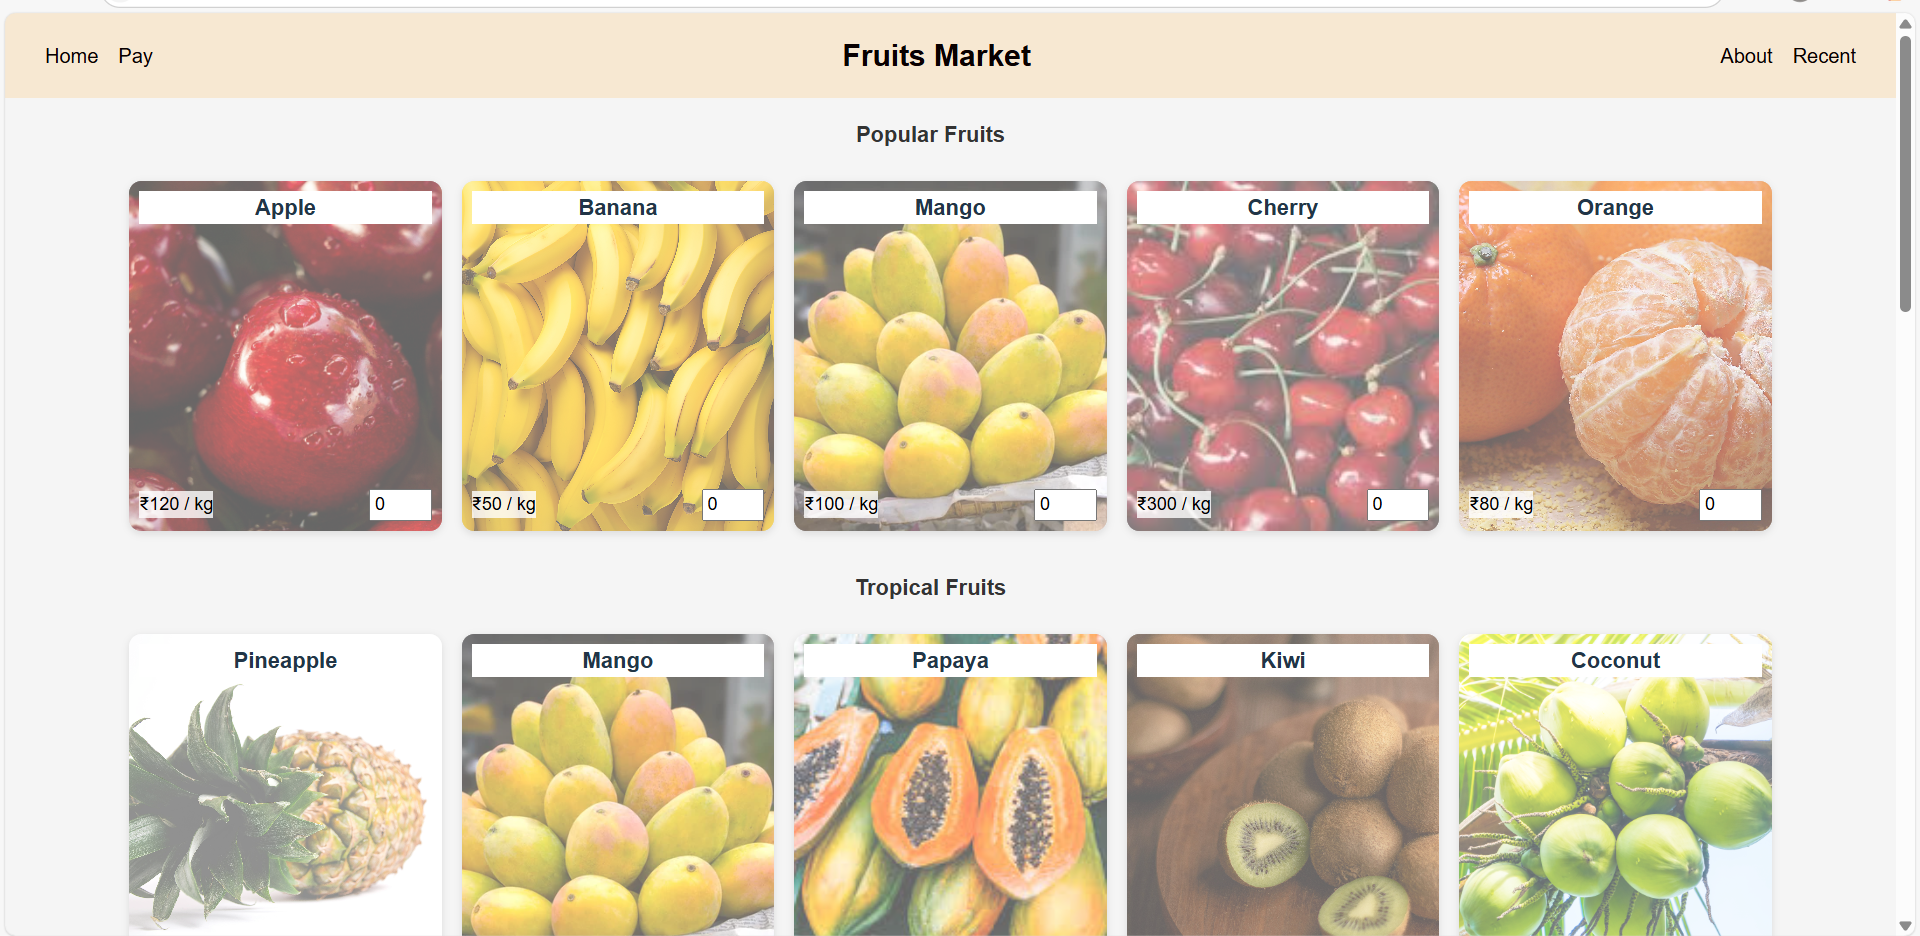 Home Pay Fruits Market About Recent
Popular Fruits
Apple Banana Mango Cherry Orange
₹120 / kg 0 ₹50 / kg 0 ₹100 / kg 0 ₹300 / kg 0 ₹80 / kg 0
Tropical Fruits
Pineapple Mango Papaya Kiwi Coconut